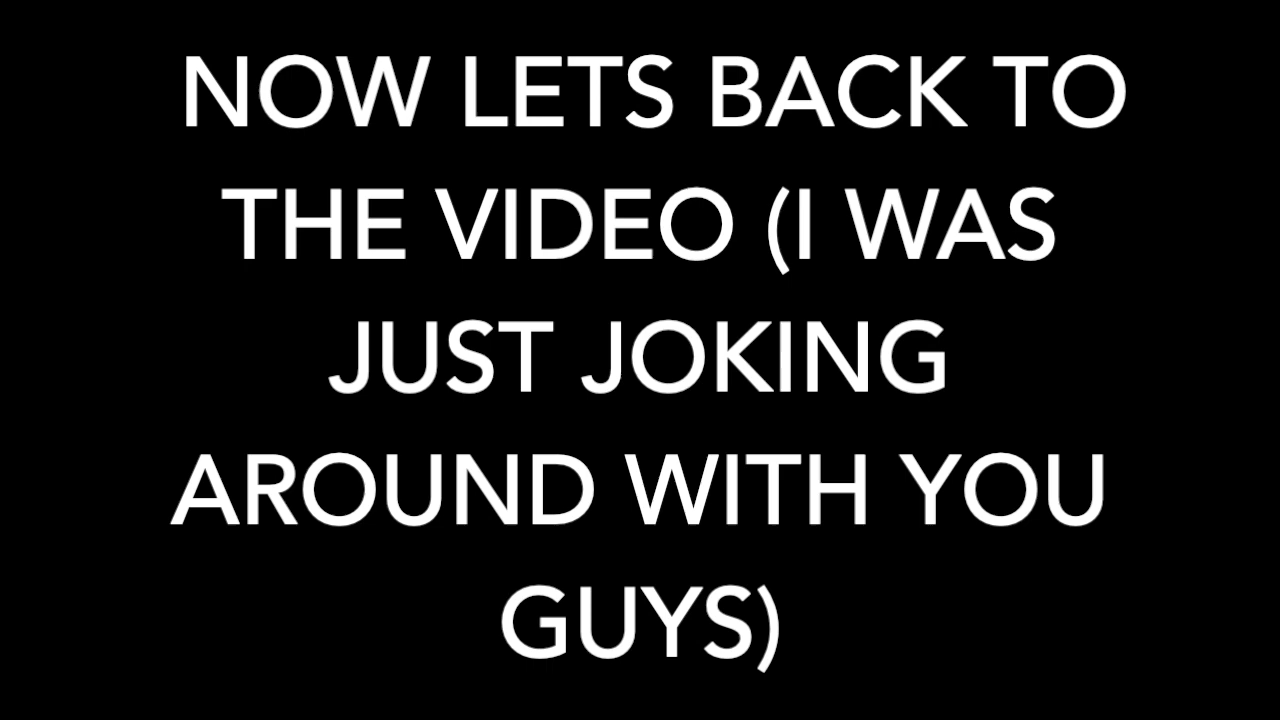 NOW LETS BACK TO
THE VIDEO (I WAS
JUST JOKING
AROUND WITH YOU
GUYS)